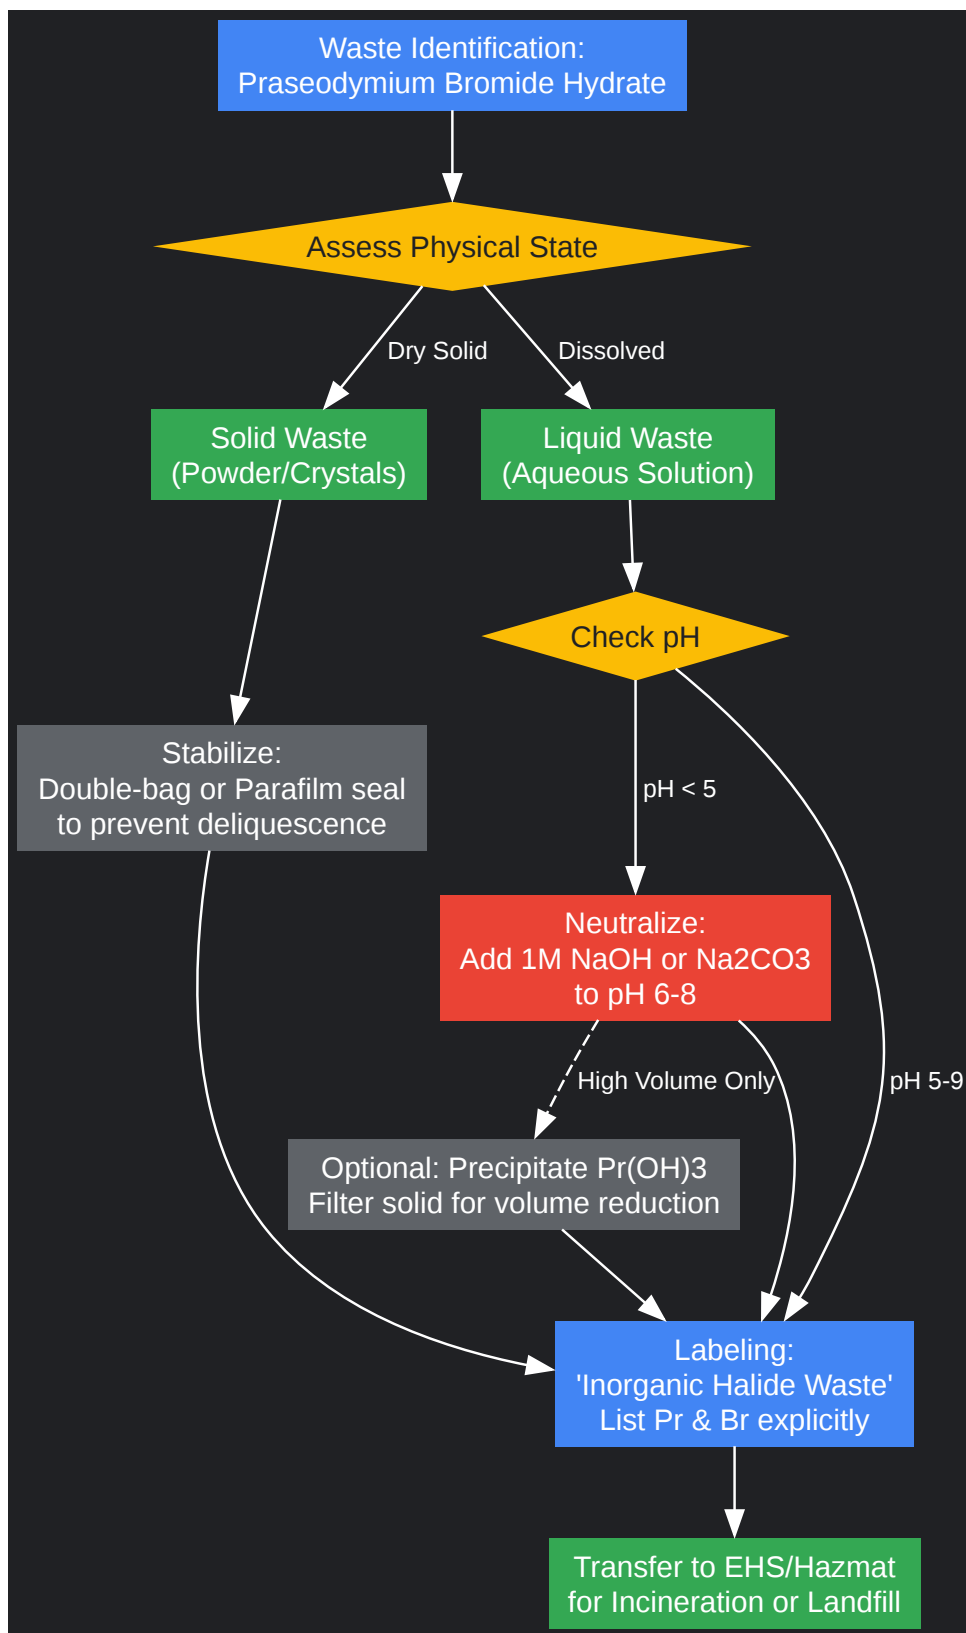 Waste Identification:
Praseodymium Bromide Hydrate
Assess Physical State
Dry Solid
Dissolved
Solid Waste
(Powder/Crystals)
Liquid Waste
(Aqueous Solution)
Check pH
Stabilize:
Double-bag or Parafilm seal
to prevent deliquescence
pH < 5
Neutralize:
Add 1M NaOH or Na2CO3
to pH 6-8
High Volume Only
pH 5-9
Optional: Precipitate Pr(OH)3
Filter solid for volume reduction
Labeling:
'Inorganic Halide Waste'
List Pr & Br explicitly
Transfer to EHS/Hazmat
for Incineration or Landfill